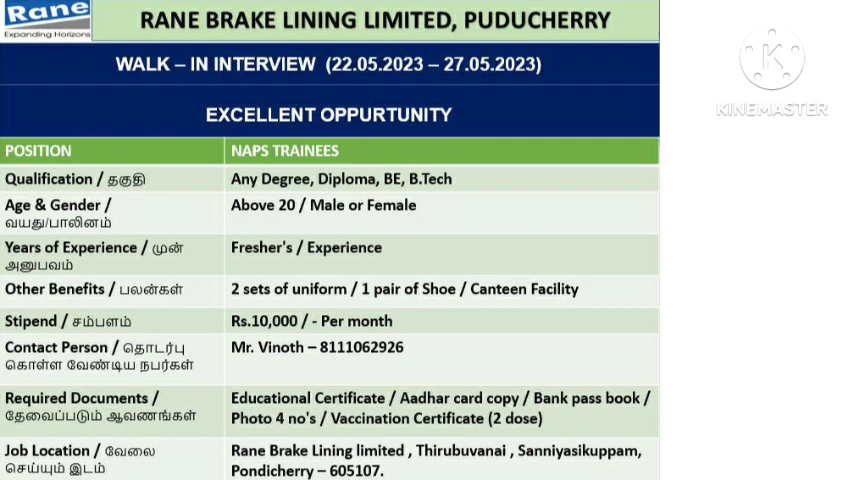 Rane
Expanding Horizons
RANE BRAKE LINING LIMITED, PUDUCHERRY
WALK – IN INTERVIEW (22.05.2023 – 27.05.2023)
EXCELLENT OPPURTUNITY
POSITION
NAPS TRAINEES
Qualification / தகுதி
Any Degree, Diploma, BE, B.Tech
Age & Gender /
வயது/பாலினம்
Above 20 / Male or Female
Years of Experience / முன்
அனுபவம்
Fresher's / Experience
Other Benefits / பலன்கள்
2 sets of uniform / 1 pair of Shoe / Canteen Facility
Stipend / சம்பளம்
Rs.10,000 / - Per month
Contact Person / தொடர்பு
கொள்ள வேண்டிய நபர்கள்
Mr. Vinoth – 8111062926
Required Documents /
தேவைப்படும் ஆவணங்கள்
Educational Certificate / Aadhar card copy / Bank pass book /
Photo 4 no's / Vaccination Certificate (2 dose)
Job Location / வேலை
செய்யும் இடம்
Rane Brake Lining limited , Thirubuvanai , Sanniyasikuppam,
Pondicherry – 605107.
K
KINEMASTER